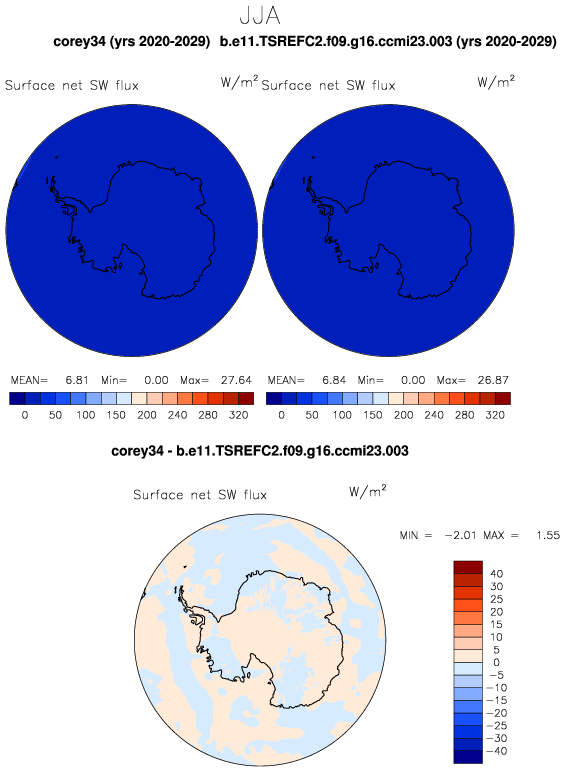 JJA
corey34 (yrs 2020-2029) b.e11.TSREFC2.f09.g16.ccmi23.003 (yrs 2020-2029)
Surface net SW flux W/m² Surface net SW flux W/m²
MEAN= 6.81 Min= 0.00 Max= 27.64 MEAN= 6.84 Min= 0.00 Max= 26.87
0 50 100 150 200 240 280 320 0 50 100 150 200 240 280 320
corey34 - b.e11.TSREFC2.f09.g16.ccmi23.003
Surface net SW flux W/m²
MIN = -2.01 MAX = 1.55
40
30
25
20
15
10
5
0
-5
-10
-15
-20
-25
-30
-40